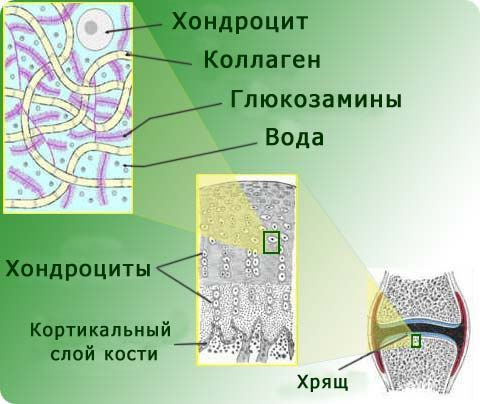 Хондроцит
Коллаген
Глюкозамины
Вода
Хондроциты
Кортикальный
слой кости
Хрящ